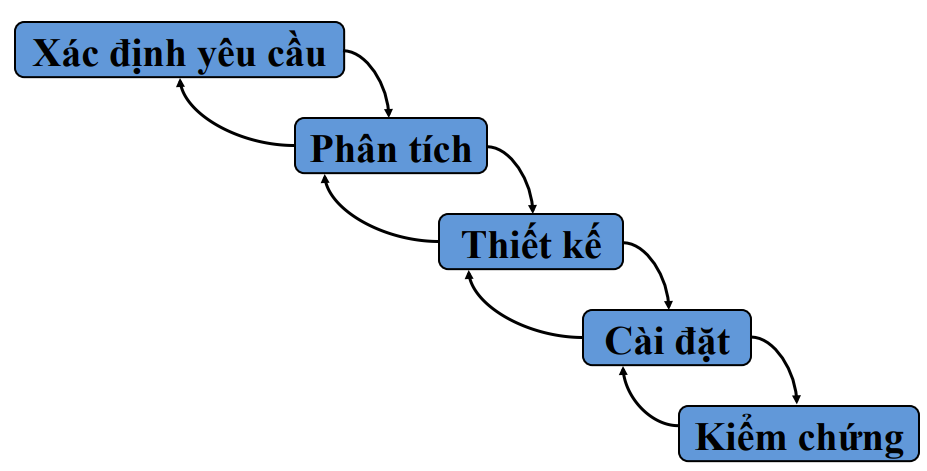 Xác định yêu cầu
Phân tích
Thiết kế
Cài đặt
Kiểm chứng